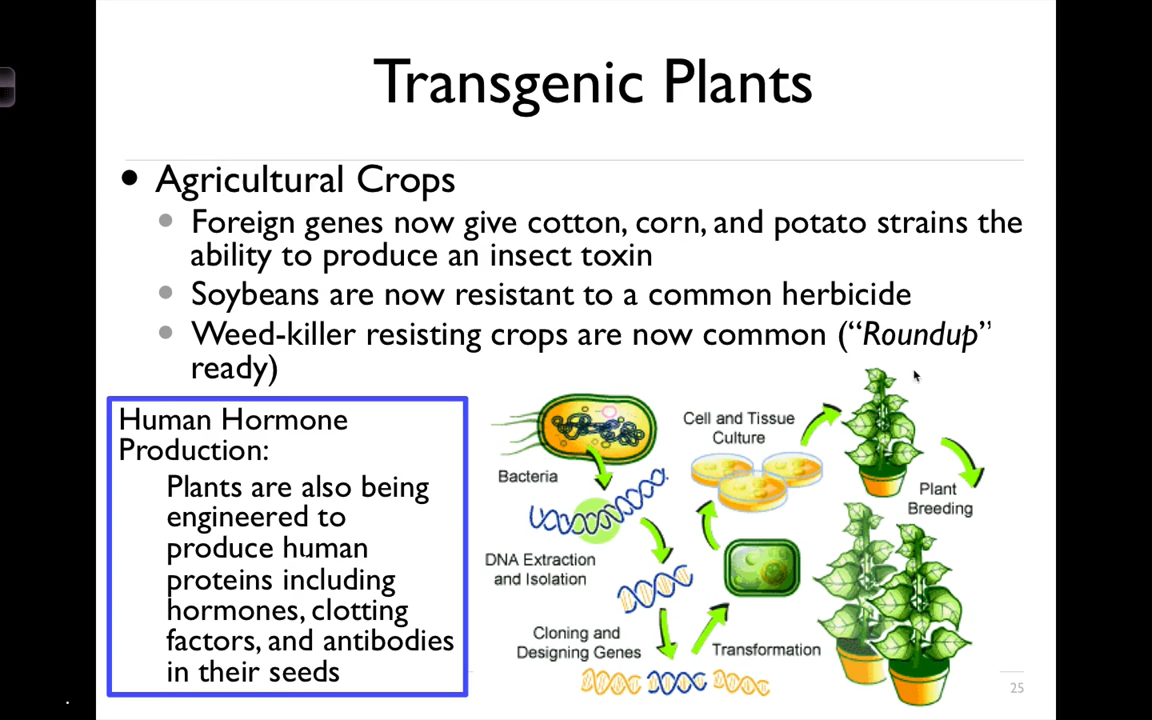 Transgenic Plants
• Agricultural Crops
• Foreign genes now give cotton, corn, and potato strains the
ability to produce an insect toxin
• Soybeans are now resistant to a common herbicide
• Weed-killer resisting crops are now common (“Roundup”
ready)
Human Hormone
Production:
Plants are also being
engineered to
produce human
proteins including
hormones, clotting
factors, and antibodies
in their seeds
Bacteria
DNA Extraction
and Isolation
Cloning and
Designing Genes
Transformation
Cell and Tissue
Culture
Plant
Breeding
25